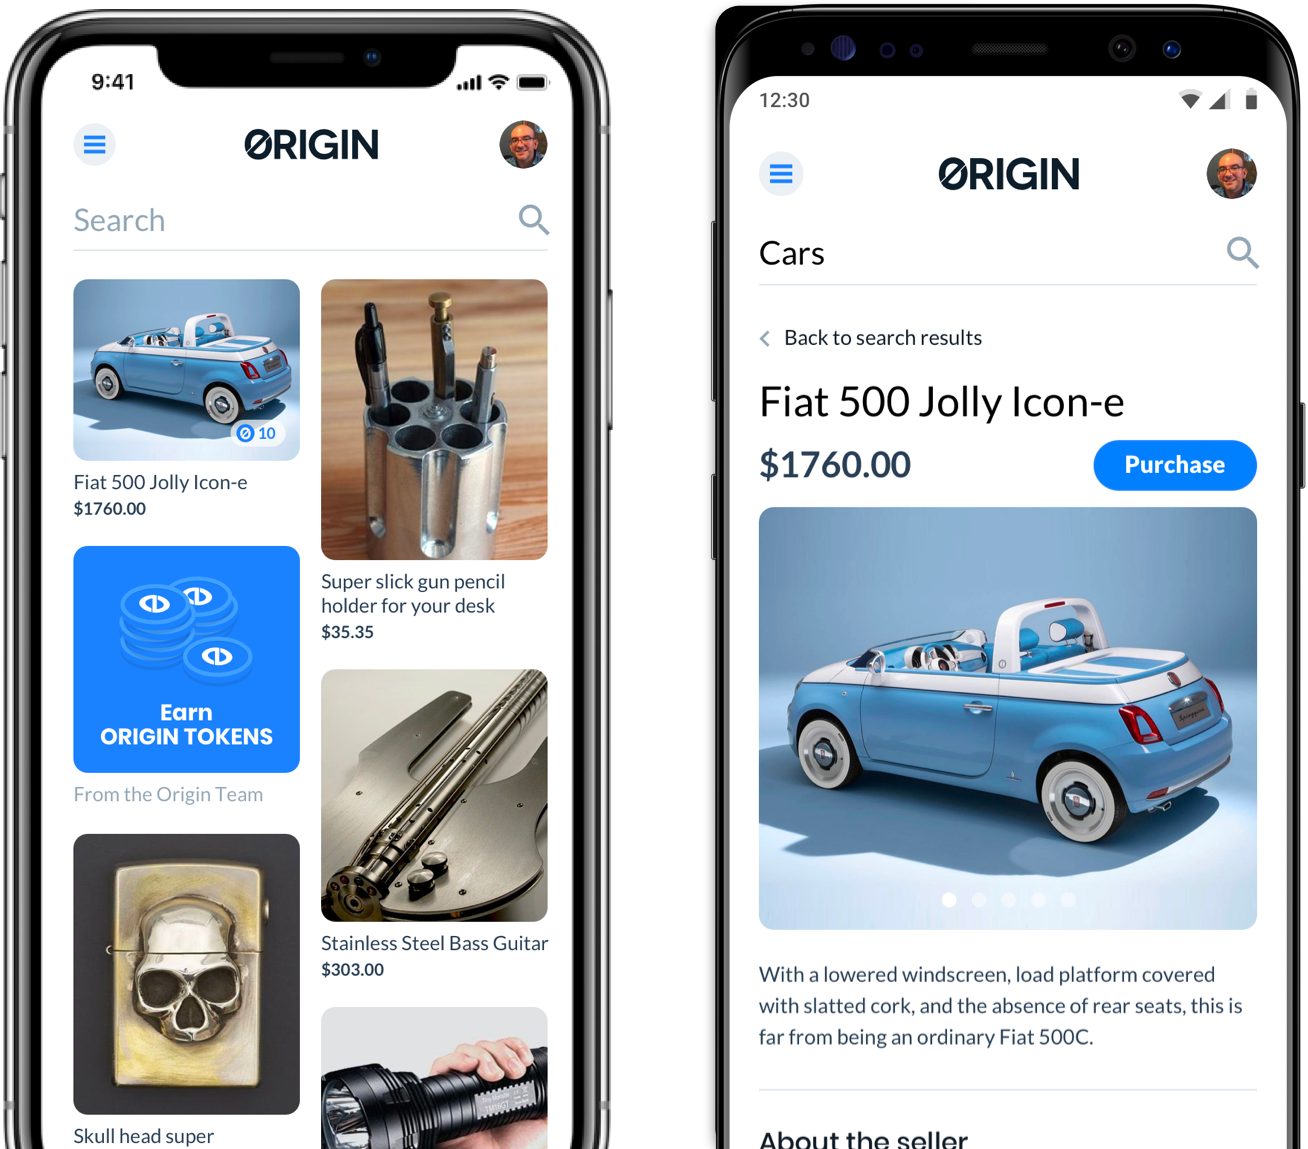 9:41
ØRIGIN
Search
10
Fiat 500 Jolly Icon-e
$1760.00
Earn
ORIGIN TOKENS
From the Origin Team
Skull head super
Super slick gun pencil
holder for your desk
$35.35
Stainless Steel Bass Guitar
$303.00
12:30
ØRIGIN
Cars
Back to search results
Fiat 500 Jolly Icon-e
$1760.00
Purchase
With a lowered windscreen, load platform covered
with slatted cork, and the absence of rear seats, this is
far from being an ordinary Fiat 500C.
About the seller